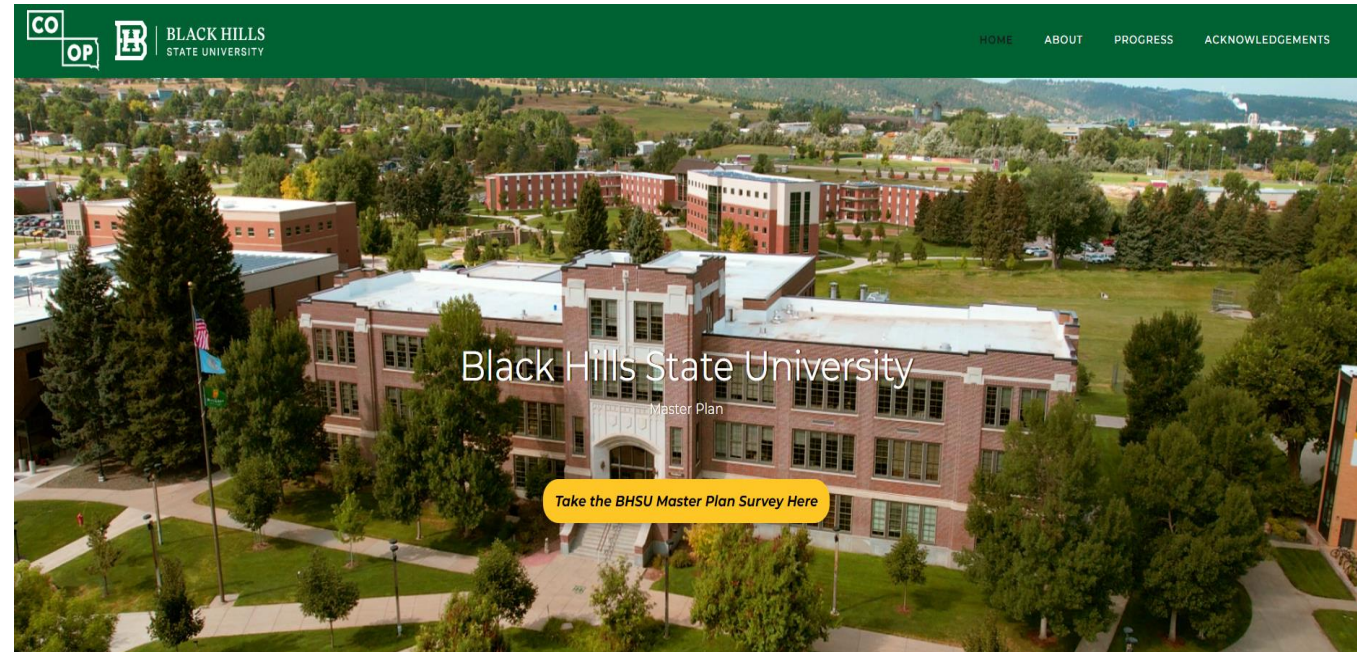 CO
OP
BLACK HILLS
STATE UNIVERSITY
HOME ABOUT PROGRESS ACKNOWLEDGEMENTS
Black Hills State University
Master Plan
Take the BHSU Master Plan Survey Here